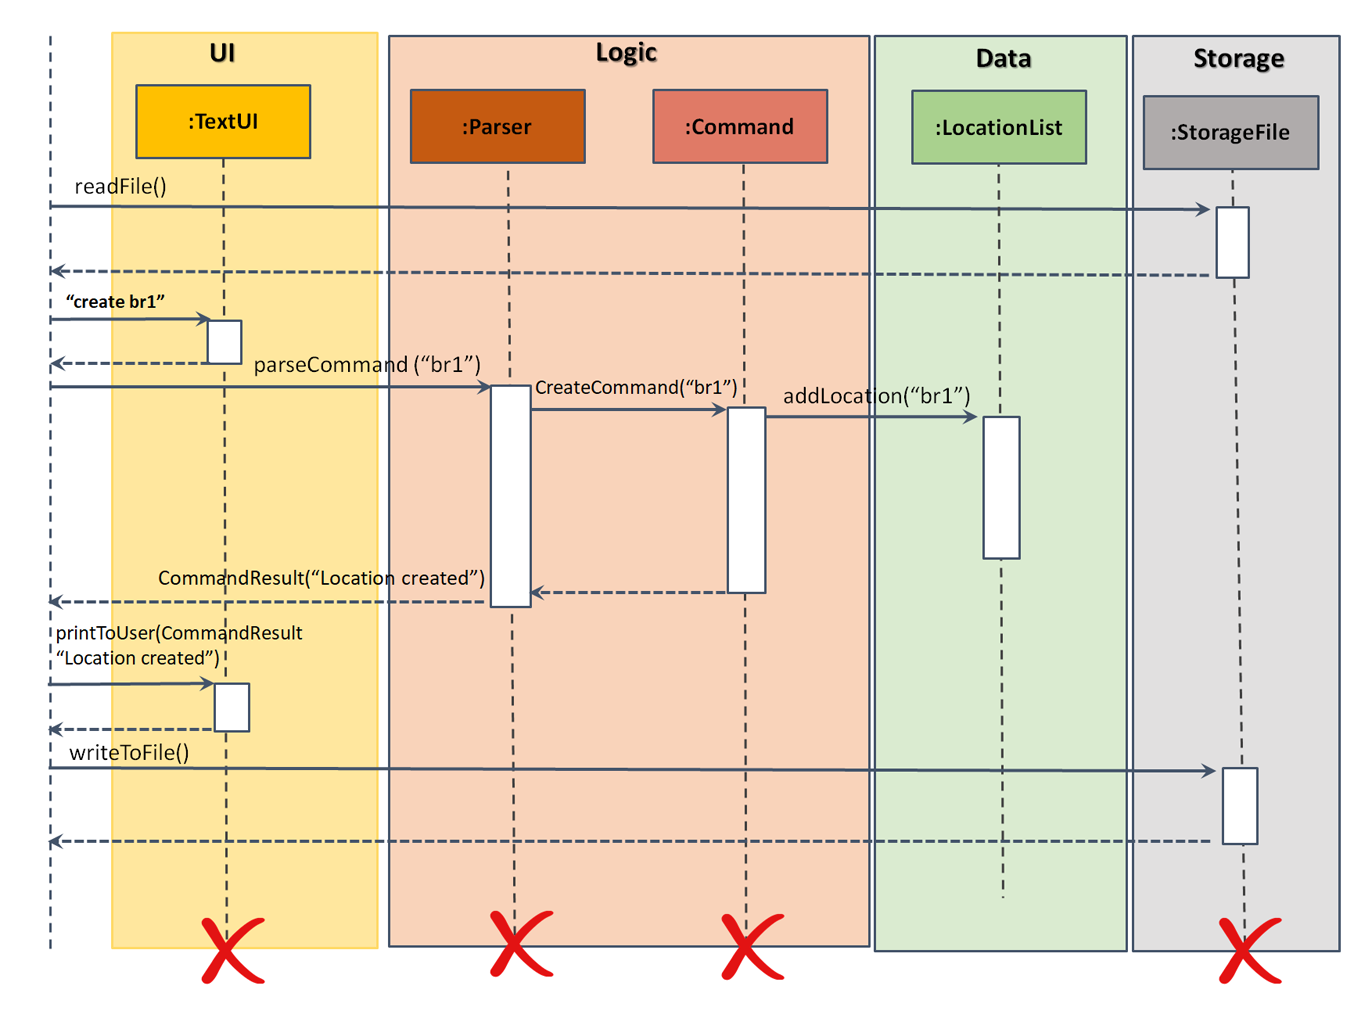 UI
Logic
Data
Storage
:TextUI
:Parser
:Command
:LocationList
:StorageFile
readFile()
“create br1”
parseCommand (“br1”)
CreateCommand(“br1”)
addLocation(“br1”)
CommandResult(“Location created”)
printToUser(CommandResult
“Location created”)
writeToFile()